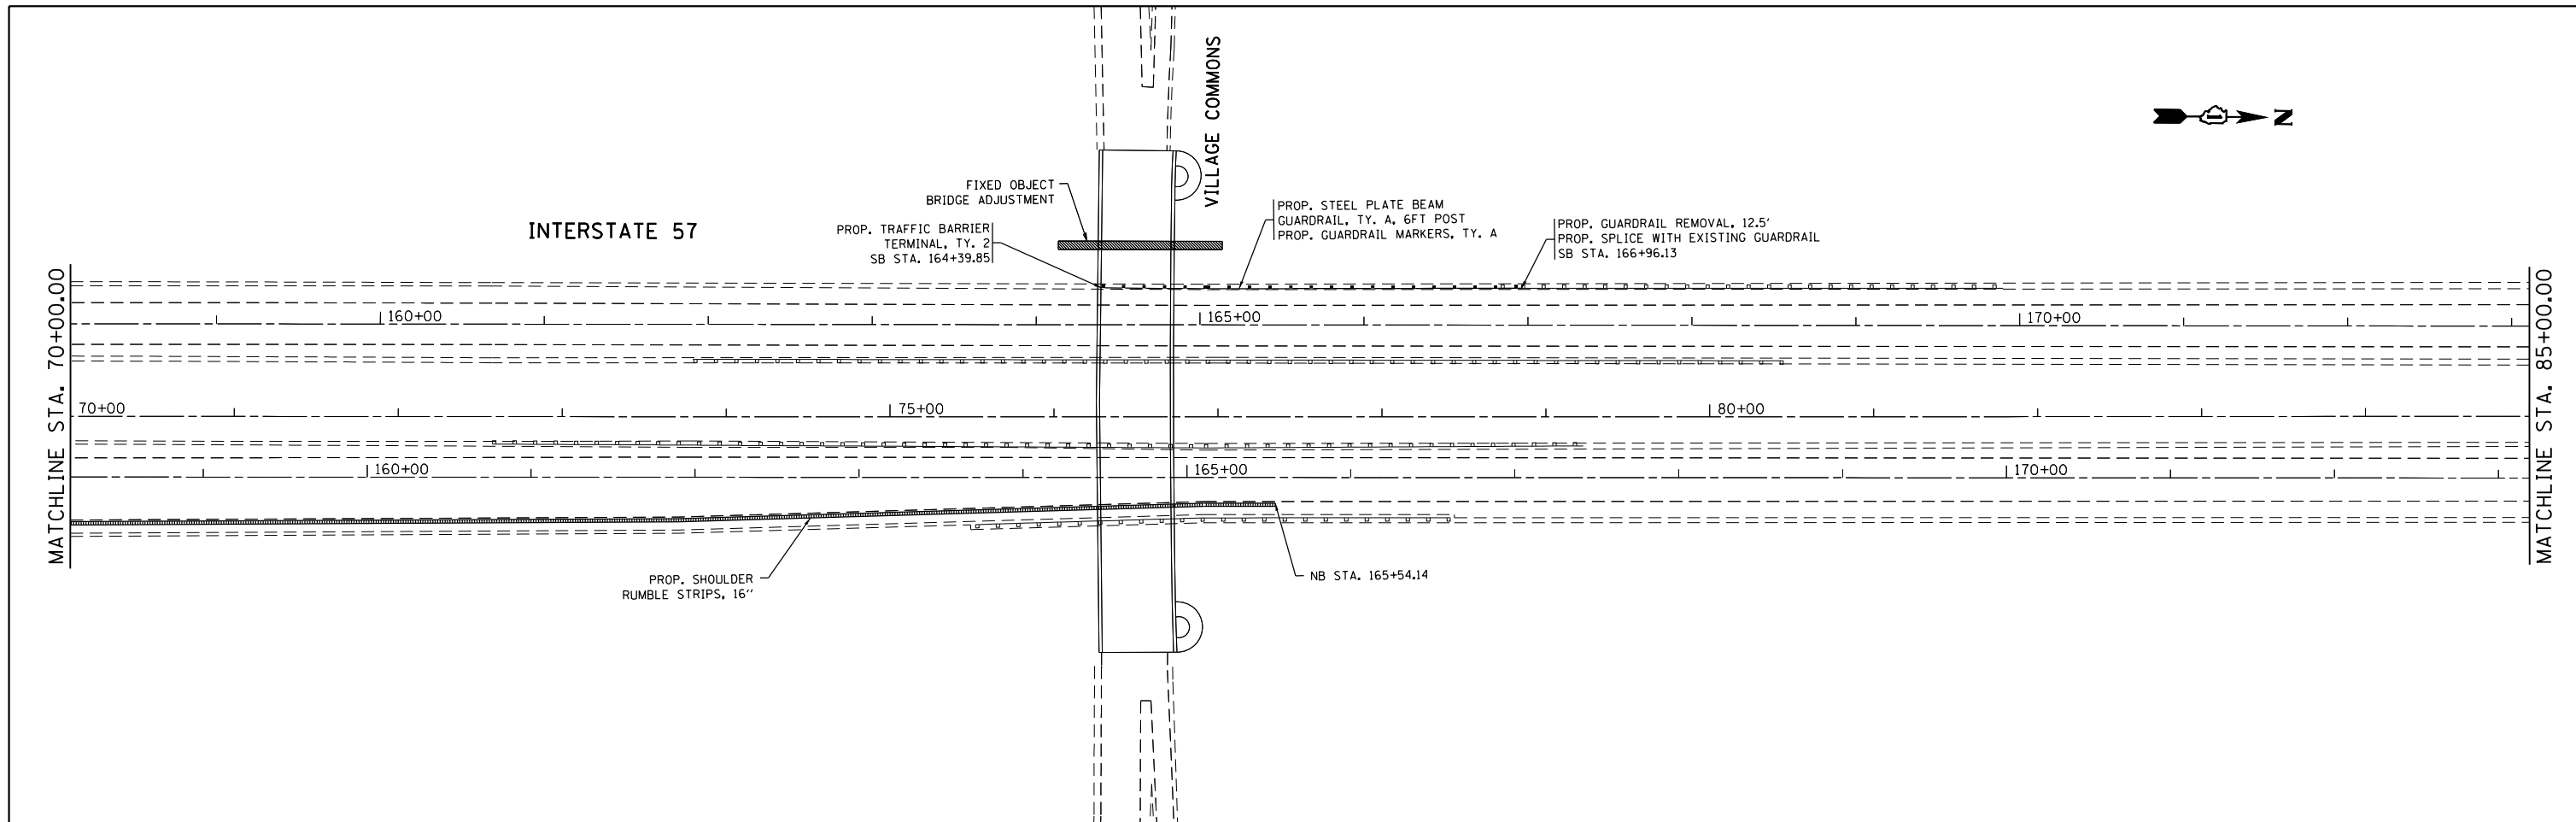 VILLAGE COMMONS
N
1
FIXED OBJECT
BRIDGE ADJUSTMENT
INTERSTATE 57
PROP. TRAFFIC BARRIER
TERMINAL, TY. 2
SB STA. 164+39.85
PROP. STEEL PLATE BEAM
GUARDRAIL, TY. A, 6FT POST
PROP. GUARDRAIL MARKERS, TY. A
PROP. GUARDRAIL REMOVAL, 12.5'
PROP. SPLICE WITH EXISTING GUARDRAIL
SB STA. 166+96.13
MATCHLINE STA. 70+00.00
160+00
165+00
170+00
70+00
75+00
80+00
160+00
165+00
170+00
MATCHLINE STA. 85+00.00
PROP. SHOULDER
RUMBLE STRIPS, 16''
NB STA. 165+54.14